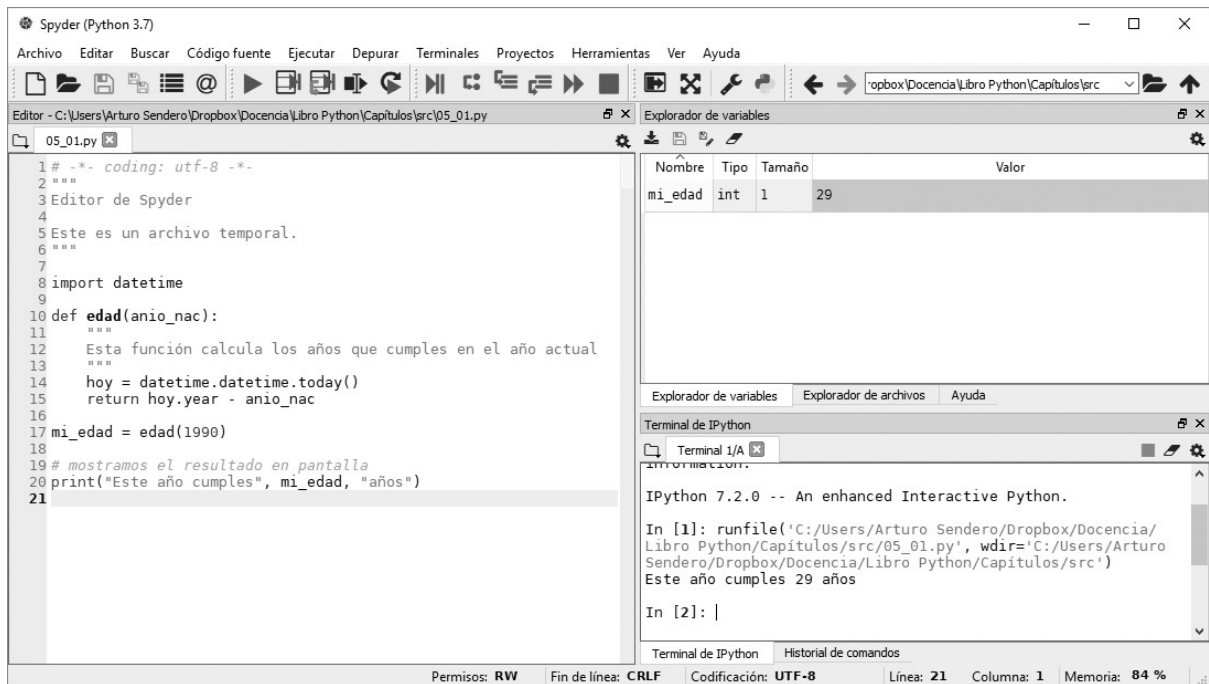 Spyder (Python 3.7)
Archivo Editar Buscar Código fuente Ejecutar Depurar Terminales Proyectos Herramientas Ver Ayuda
ropbox\Docencia\Libro Python\Capítulos\src
Editor - C:\Users\Arturo Sendero\Dropbox\Docencia\Libro Python\Capítulos\src\05_01.py
05_01.py
1 # -*- coding: utf-8 -*-
2 """
3 Editor de Spyder
4
5 Este es un archivo temporal.
6 """
7
8 import datetime
9
10 def edad(anio_nac):
11     """
12     Esta función calcula los años que cumples en el año actual
13     """
14     hoy = datetime.datetime.today()
15     return hoy.year - anio_nac
16
17 mi_edad = edad(1990)
18
19 # mostramos el resultado en pantalla
20 print("Este año cumples", mi_edad, "años")
21
Explorador de variables
Nombre Tipo Tamaño Valor
mi_edad int 1 29
Explorador de variables Explorador de archivos Ayuda
Terminal de IPython
Terminal 1/A
information.
IPython 7.2.0 -- An enhanced Interactive Python.
In [1]: runfile('C:/Users/Arturo Sendero/Dropbox/Docencia/
Libro Python/Capítulos/src/05_01.py', wdir='C:/Users/Arturo
Sendero/Dropbox/Docencia/Libro Python/Capítulos/src')
Este año cumples 29 años
In [2]:
Terminal de IPython Historial de comandos
Permisos: RW Fin de línea: CRLF Codificación: UTF-8 Línea: 21 Columna: 1 Memoria: 84 %